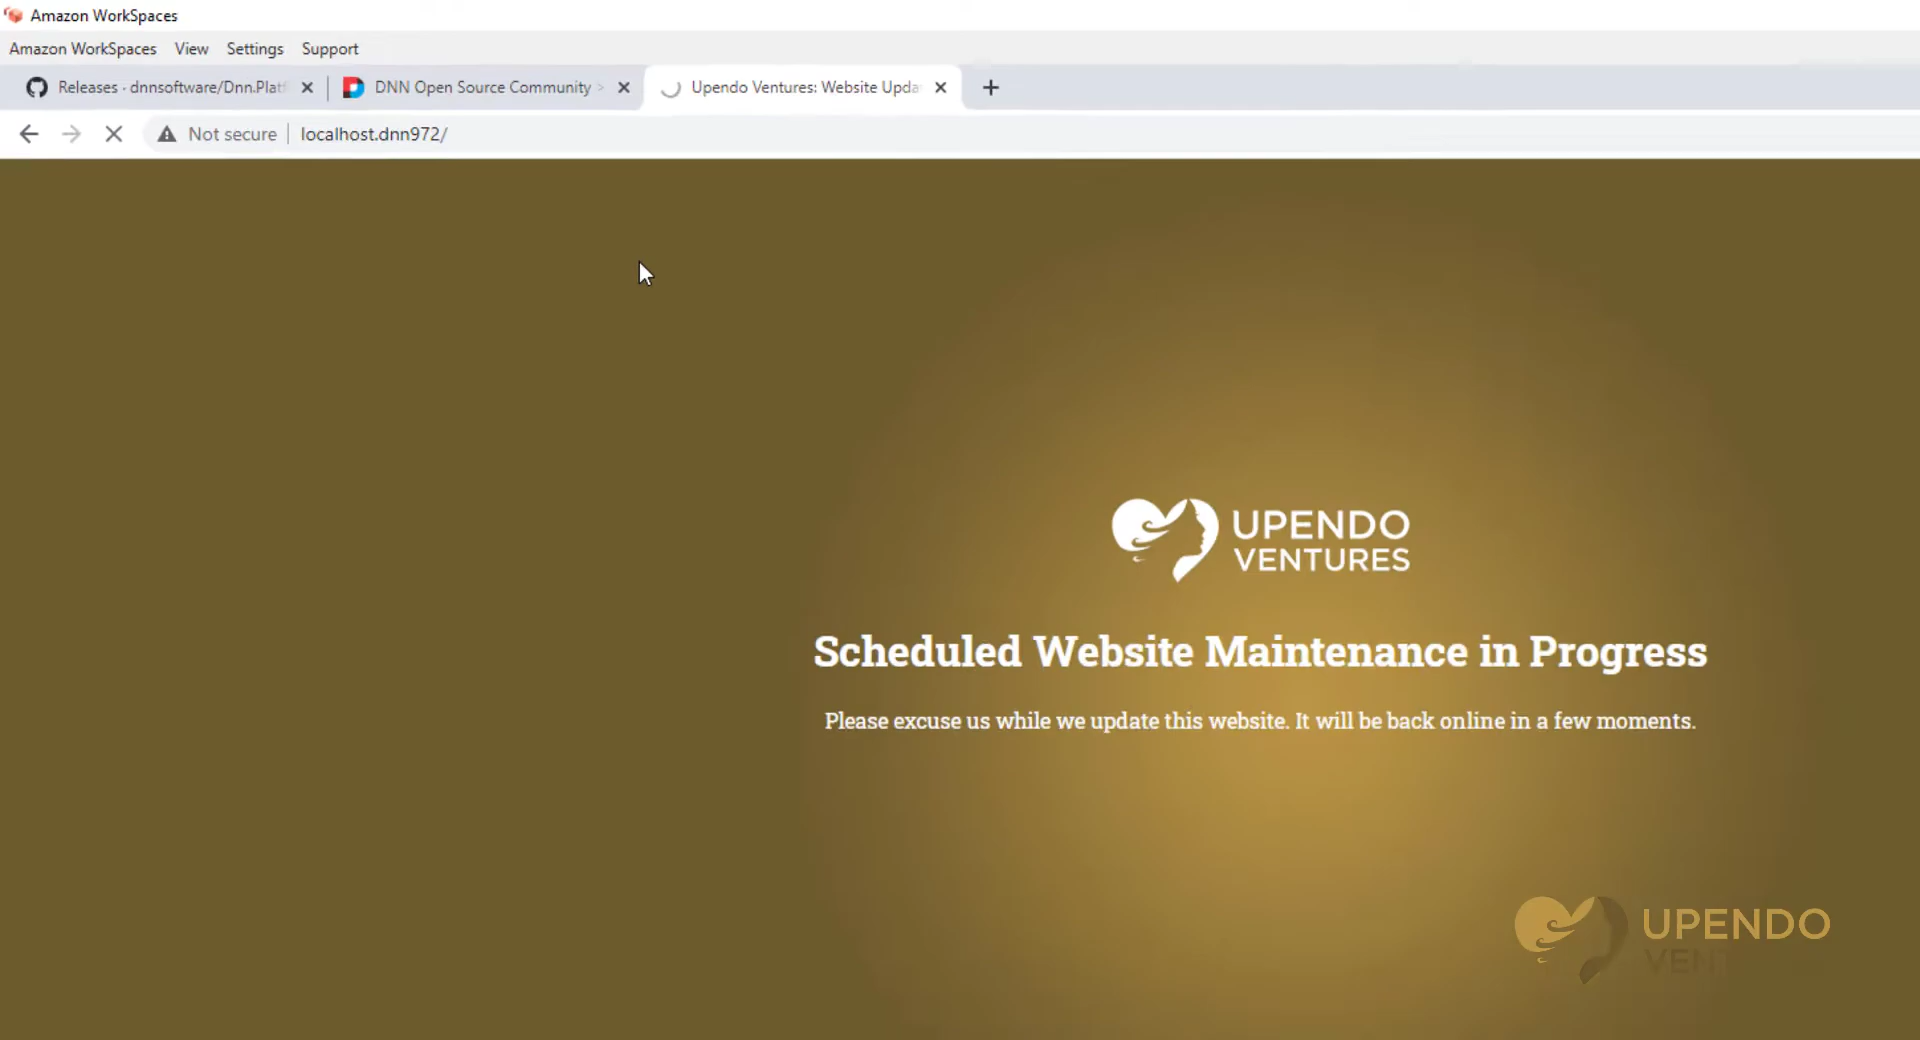 Amazon WorkSpaces
Amazon WorkSpaces View Settings Support
Releases · dnnsoftware/Dnn.Platf DNN Open Source Community > Upendo Ventures: Website Upda
Not secure localhost.dnn972/
UPENDO
VENTURES
Scheduled Website Maintenance in Progress
Please excuse us while we update this website. It will be back online in a few moments.
UPENDO
VEN